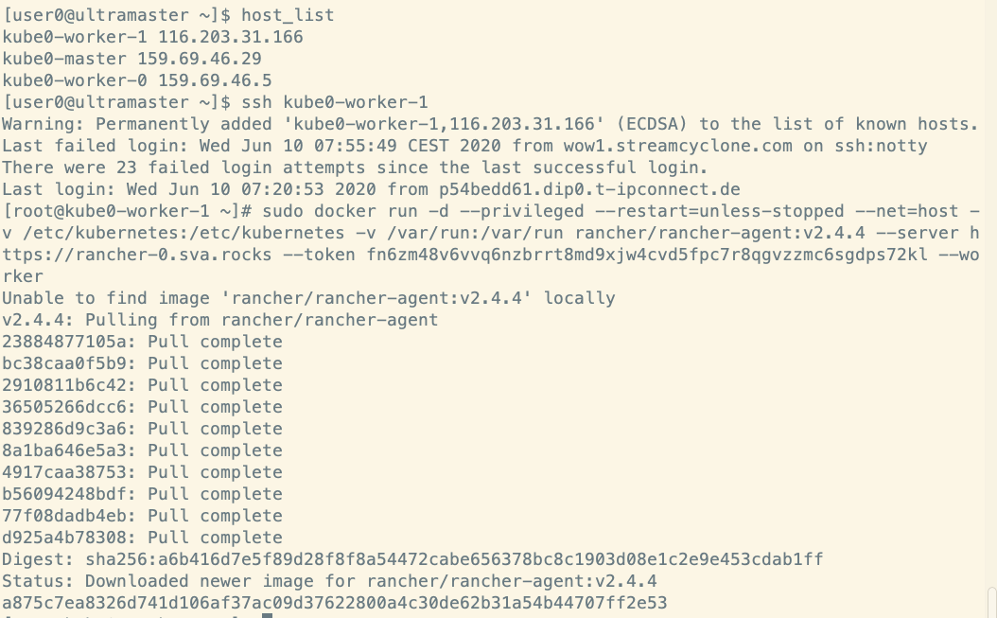 [user0@ultramaster ~]$ host_list
kube0-worker-1 116.203.31.166
kube0-master 159.69.46.29
kube0-worker-0 159.69.46.5
[user0@ultramaster ~]$ ssh kube0-worker-1
Warning: Permanently added 'kube0-worker-1,116.203.31.166' (ECDSA) to the list of known hosts.
Last failed login: Wed Jun 10 07:55:49 CEST 2020 from wow1.streamcyclone.com on ssh:notty
There were 23 failed login attempts since the last successful login.
Last login: Wed Jun 10 07:20:53 2020 from p54bedd61.dip0.t-ipconnect.de
[root@kube0-worker-1 ~]# sudo docker run -d --privileged --restart=unless-stopped --net=host -
v /etc/kubernetes:/etc/kubernetes -v /var/run:/var/run rancher/rancher-agent:v2.4.4 --server h
ttps://rancher-0.sva.rocks --token fn6zm48v6vvq6nzbrrt8md9xjw4cvd5fpc7r8qgvzzmc6sgdps72kl --wo
rker
Unable to find image 'rancher/rancher-agent:v2.4.4' locally
v2.4.4: Pulling from rancher/rancher-agent
23884877105a: Pull complete
bc38caa0f5b9: Pull complete
2910811b6c42: Pull complete
36505266dcc6: Pull complete
839286d9c3a6: Pull complete
8a1ba646e5a3: Pull complete
4917caa38753: Pull complete
b56094248bdf: Pull complete
77f08dadb4eb: Pull complete
d925a4b78308: Pull complete
Digest: sha256:a6b416d7e5f89d28f8f8a54472cabe656378bc8c1903d08e1c2e9e453cdab1ff
Status: Downloaded newer image for rancher/rancher-agent:v2.4.4
a875c7ea8326d741d106af37ac09d37622800a4c30de62b31a54b44707ff2e53